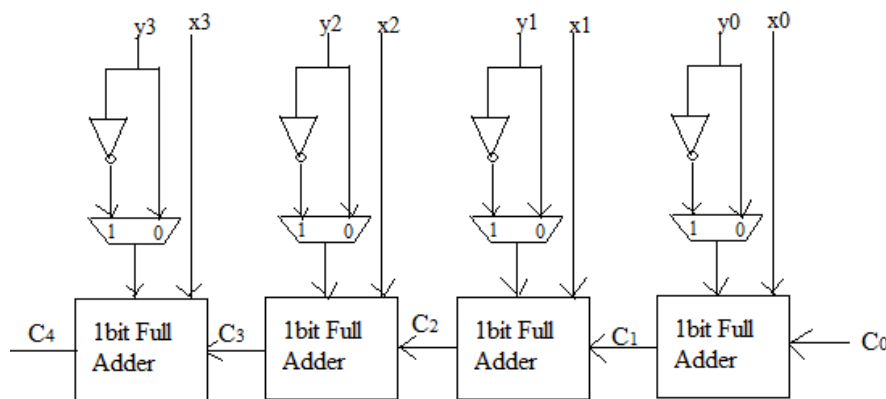 y3 x3 y2 x2 y1 x1 y0 x0
1 0 1 0 1 0 1 0
C4 1bit Full Adder C3 1bit Full Adder C2 1bit Full Adder C1 1bit Full Adder C0